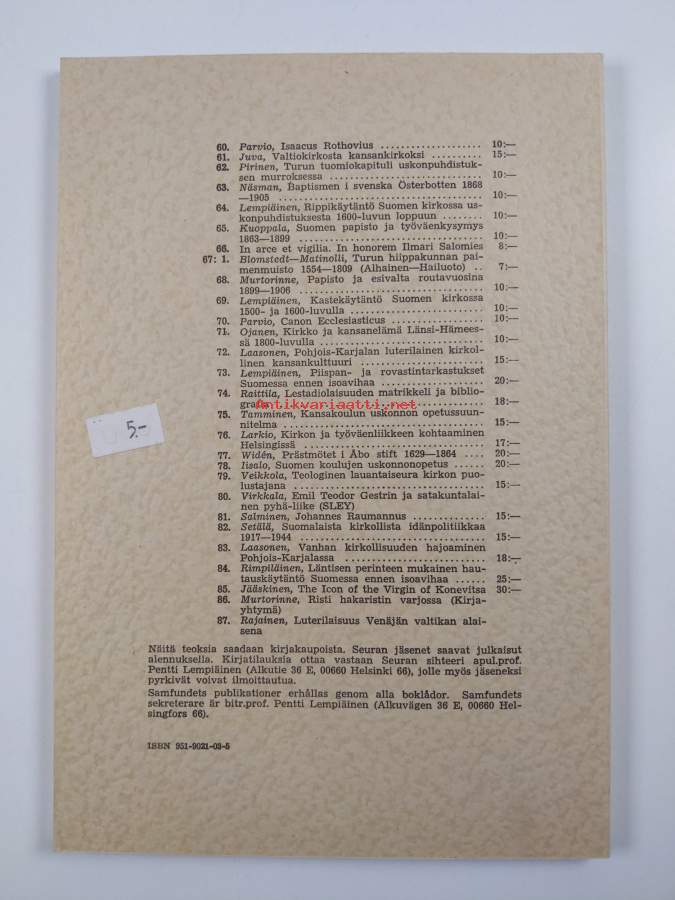 60. Parvio, Isaacus Rothovius .................... 10:—
61. Juva, Valtiokirkosta kansankirkoksi .......... 15:—
62. Pirinen, Turun tuomiokapituli uskonpuhdistuk-
sen murroksessa .............................. 10:—
63. Näsman, Baptismen i svenska Österbotten 1868
—1905 ........................................ 10:—
64. Lempiäinen, Rippikäytäntö Suomen kirkossa us-
konpuhdistuksesta 1600-luvun loppuun ........ 10:—
65. Kuoppala, Suomen papisto ja työväenkysymys
1863—1899 .................................... 10:—
66. In arce et vigilia. In honorem Ilmari Salomies 8:—
67: 1. Blomstedt—Matinolli, Turun hiippakunnan pai-
menmuisto 1554—1809 (Alhainen—Hailuoto) .. 7:—
68. Murtorinne, Papisto ja esivalta routavuosina
1899—1906 .................................... 10:—
69. Lempiäinen, Kastekäytäntö Suomen kirkossa
1500- ja 1600-luvulla ........................ 10:—
70. Parvio, Canon Ecclesiasticus ................. 10:—
71. Ojanen, Kirkko ja kansanelämä Länsi-Hämees-
sä 1800-luvulla .............................. 10:—
72. Laasonen, Pohjois-Karjalan luterilainen kirkol-
linen kansankulttuuri ........................ 15:—
73. Lempiäinen, Piispan- ja rovastintarkastukset
Suomessa ennen isoavihaa .................... 20:—
74. Raittila, Lestadiolaisuuden matrikkeli ja biblio-
grafia ....................................... 18:—
Antikvariaatti.net
75. Tamminen, Kansakoulun uskonnon opetussuun-
nitelma ...................................... 15:—
76. Larkio, Kirkon ja työväenliikkeen kohtaaminen
Helsingissä .................................. 17:—
5.-
77. Widén, Prästmötet i Åbo stift 1629—1864 .... 20:—
78. Iisalo, Suomen koulujen uskonnonopetus ...... 20:—
79. Veikkola, Teologinen lauantaiseura kirkon puo-
lustajana .................................... 15:—
80. Virkkala, Emil Teodor Gestrin ja satakuntalai-
nen pyhä-liike (SLEY)
81. Salminen, Johannes Raumannus .............. 15:—
82. Setälä, Suomalaista kirkollista idänpolitiikkaa
1917—1944 .................................... 15:—
83. Laasonen, Vanhan kirkollisuuden hajoaminen
Pohjois-Karjalassa ........................... 18:—
84. Rimpiläinen, Läntisen perinteen mukainen hau-
tauskäytäntö Suomessa ennen isoavihaa ...... 25:—
85. Jääskinen, The Icon of the Virgin of Konevitsa 30:—
86. Murtorinne, Risti hakaristin varjossa (Kirja-
yhtymä)
87. Rajainen, Luterilaisuus Venäjän valtikan alai-
sena
Näitä teoksia saadaan kirjakaupoista. Seuran jäsenet saavat julkaisut
alennuksella. Kirjatilauksia ottaa vastaan Seuran sihteeri apul.prof.
Pentti Lempiäinen (Alkutie 36 E, 00660 Helsinki 66), jolle myös jäseneksi
pyrkivät voivat ilmoittautua.
Samfundets publikationer erhållas genom alla boklådor. Samfundets
sekreterare är bitr.prof. Pentti Lempiäinen (Alkuvägen 36 E, 00660 Hel-
singfors 66).
ISBN 951-9021-03-5